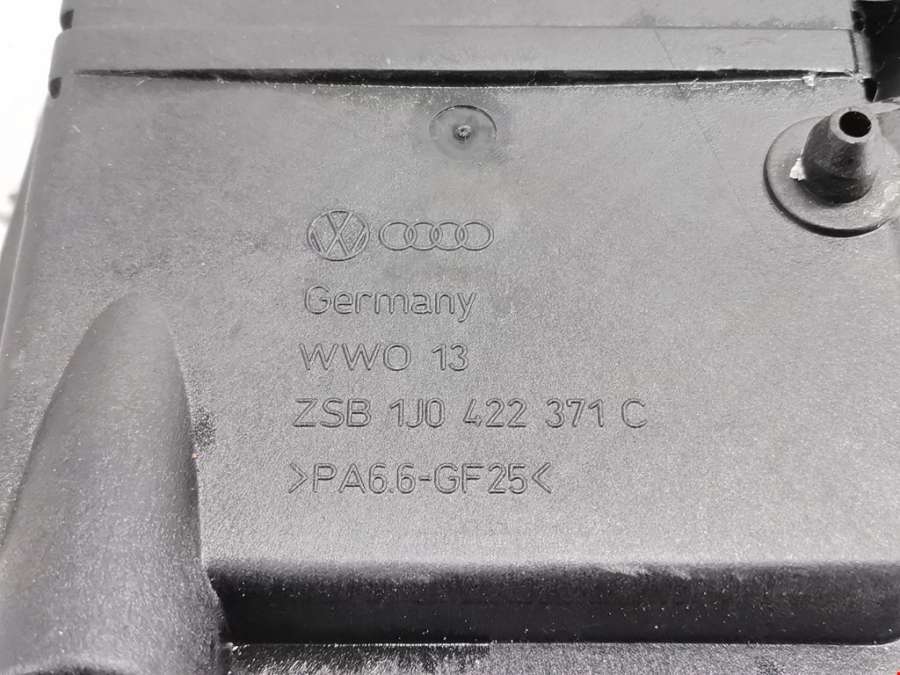 Germany
WWO 13
ZSB 1J0 422 371 C
>PA6.6-GF25<